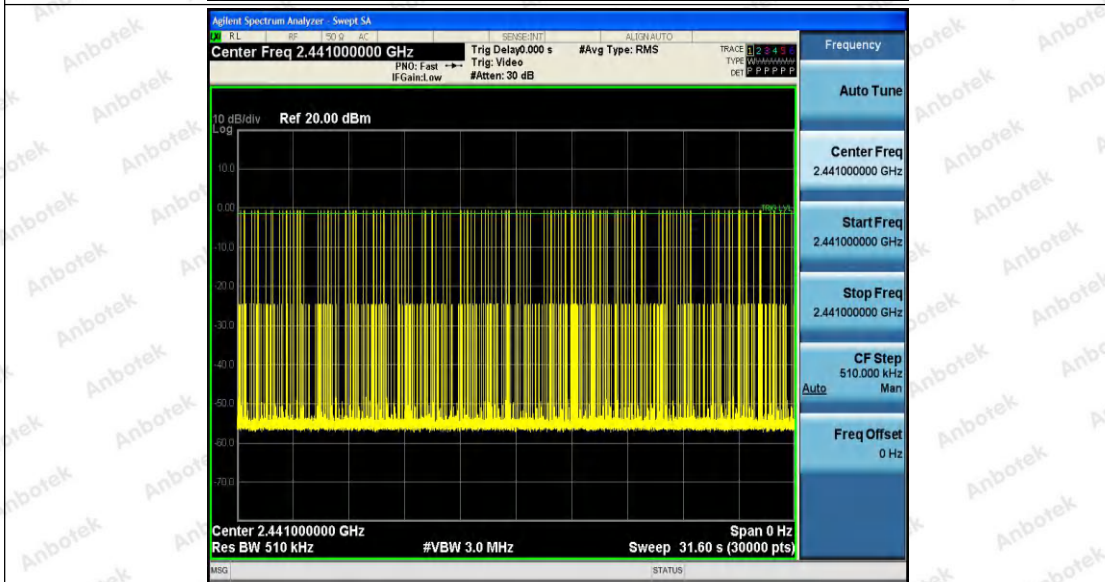 Agilent Spectrum Analyzer - Swept SA
RL RF 50 Ω AC SENSE:INT ALIGNAUTO
Center Freq 2.441000000 GHz
PNO: Fast
IFGain:Low
Trig Delay0.000 s
Trig: Video
#Atten: 30 dB
#Avg Type: RMS
TRACE 1 2 3 4 5 6
TYPE W
DET P P P P P P
10 dB/div
Log
Ref 20.00 dBm
10.0
0.00
TRIG LVL
-10.0
-20.0
-30.0
-40.0
-50.0
-60.0
-70.0
Center 2.441000000 GHz
Span 0 Hz
Res BW 510 kHz
#VBW 3.0 MHz
Sweep 31.60 s (30000 pts)
MSG
STATUS
Frequency
Auto Tune
Center Freq
2.441000000 GHz
Start Freq
2.441000000 GHz
Stop Freq
2.441000000 GHz
CF Step
510.000 kHz
Auto Man
Freq Offset
0 Hz
Anbotek